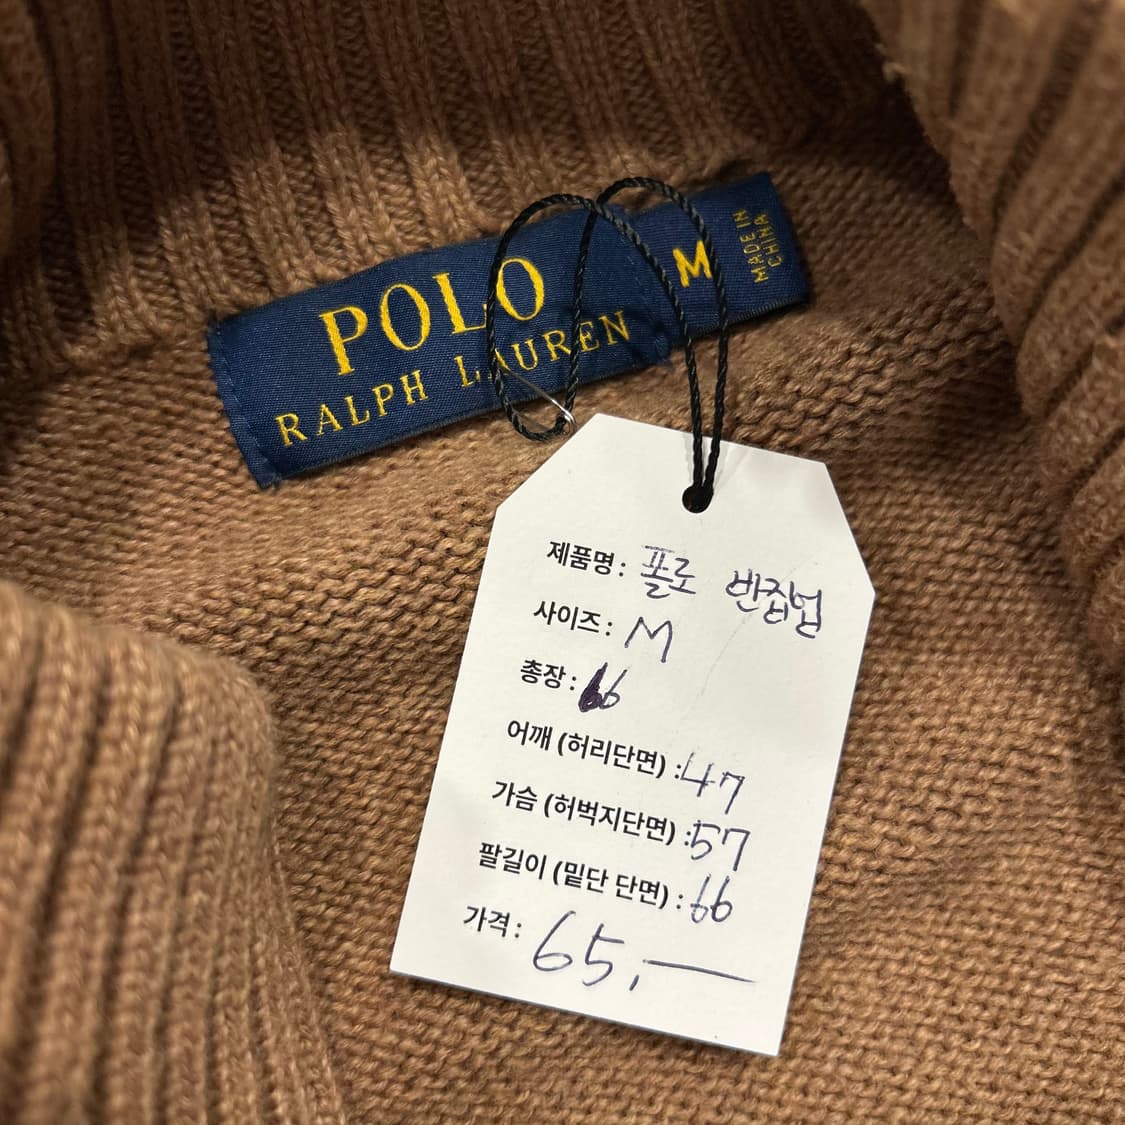 POLO
RALPH LAUREN
M
MADE IN
CHINA
제품명: 폴로 반집업
사이즈: M
총장: 66
어깨 (허리단면) : 47
가슴 (허벅지단면) : 57
팔길이 (밑단 단면) : 66
가격: 65,—